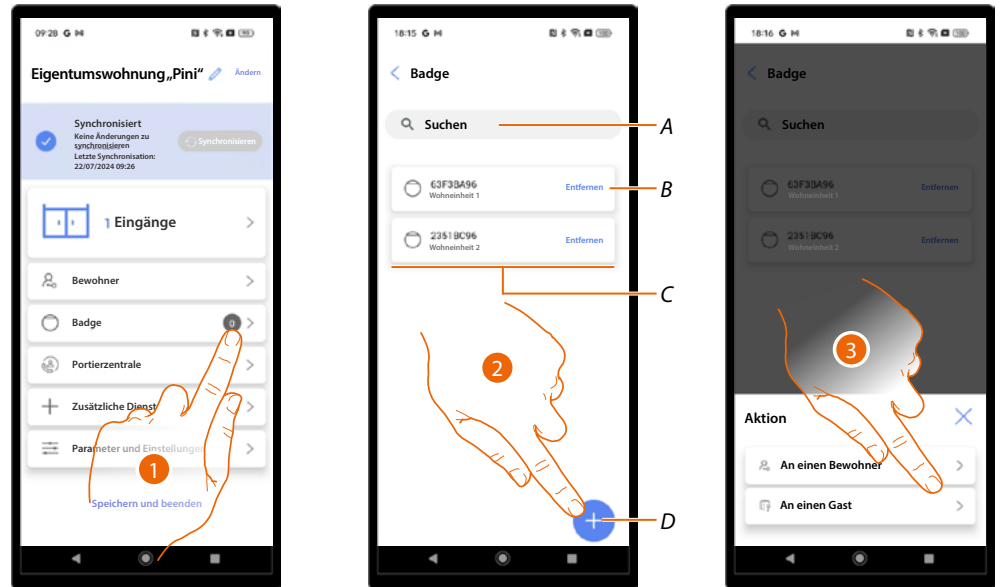 09:28 G
Eigentumswohnung „Pini“ Ändern
Synchronisiert
Keine Änderungen zu
synchronisieren
Letzte Synchronisation:
22/07/2024 09:26
Synchronisieren
1 Eingänge
Bewohner
Badge 0
Portierzentrale
Zusätzliche Dienst
Parameter und Einstellungen
1
Speichern und beenden
18:15 G
Badge
Suchen
A
63F3BA96
Wohneinheit 1
Entfernen
B
2351BC96
Wohneinheit 2
Entfernen
C
2
D
18:16 G
Badge
Suchen
63F3BA96
Wohneinheit 1
Entfernen
2351BC96
Wohneinheit 2
Entfernen
3
Aktion
An einen Bewohner
An einen Gast